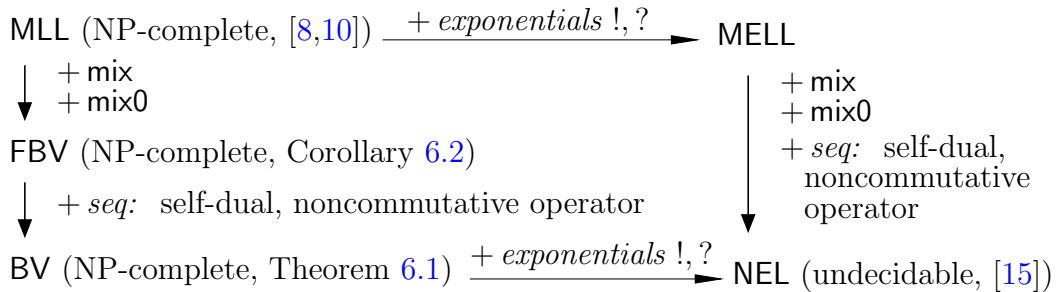 MLL (NP-complete, [8,10]) + exponentials !, ? MELL
+ mix
+ mix0
+ mix
+ mix0
+ seq: self-dual,
noncommutative
operator
FBV (NP-complete, Corollary 6.2)
+ seq: self-dual, noncommutative operator
BV (NP-complete, Theorem 6.1) + exponentials !, ? NEL (undecidable, [15])